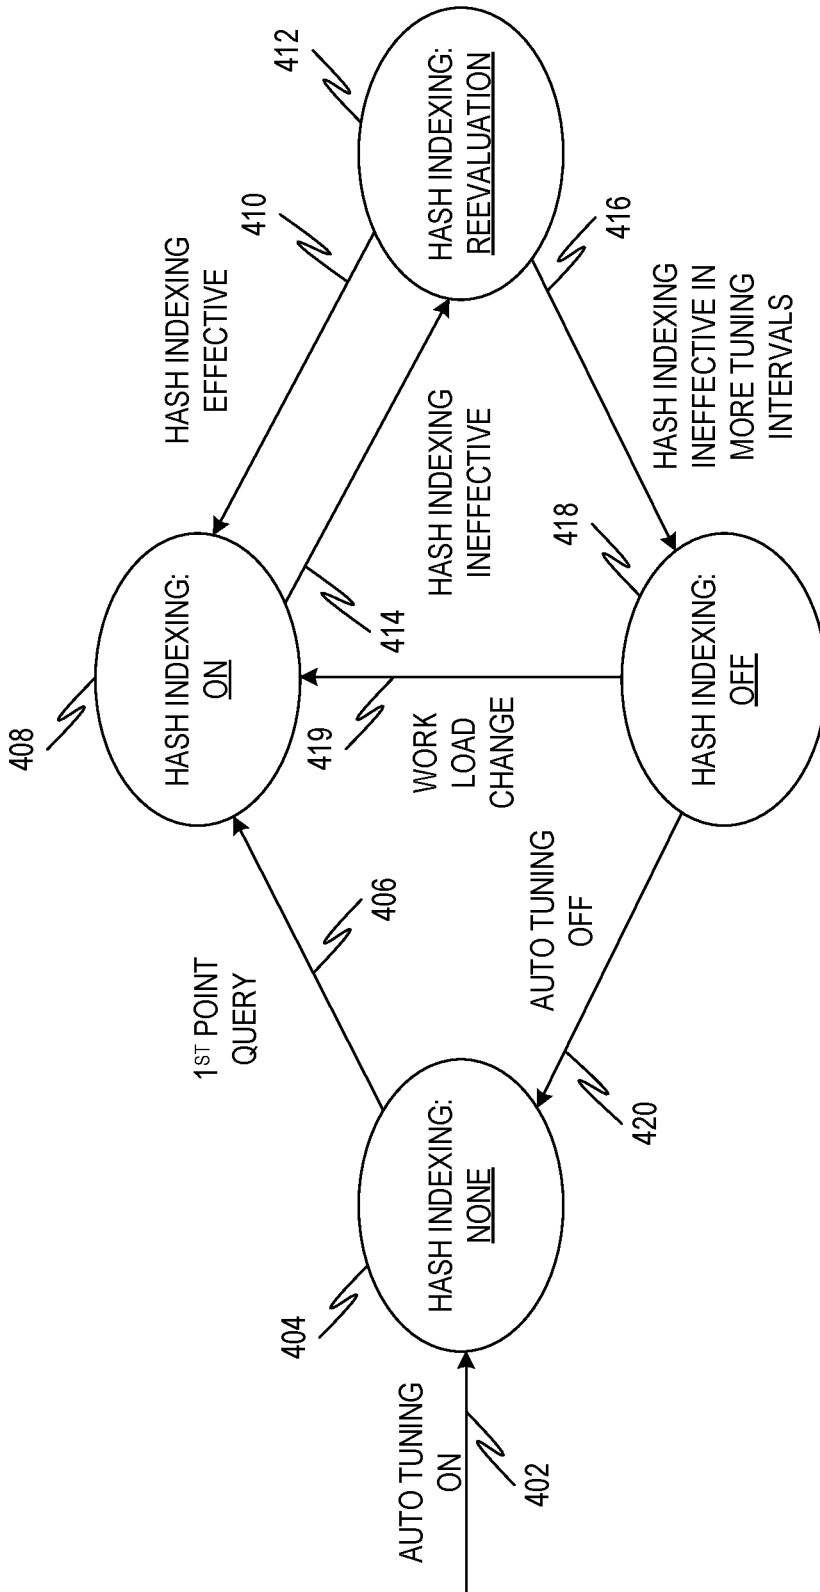 AUTO TUNING
ON
402
404
HASH INDEXING:
NONE
1ST POINT
QUERY
406
408
HASH INDEXING:
ON
419
WORK
LOAD
CHANGE
AUTO TUNING
OFF
420
HASH INDEXING:
OFF
418
414
HASH INDEXING
INEFFECTIVE
HASH INDEXING
EFFECTIVE
410
412
HASH INDEXING:
REEVALUATION
416
HASH INDEXING
INEFFECTIVE IN
MORE TUNING
INTERVALS